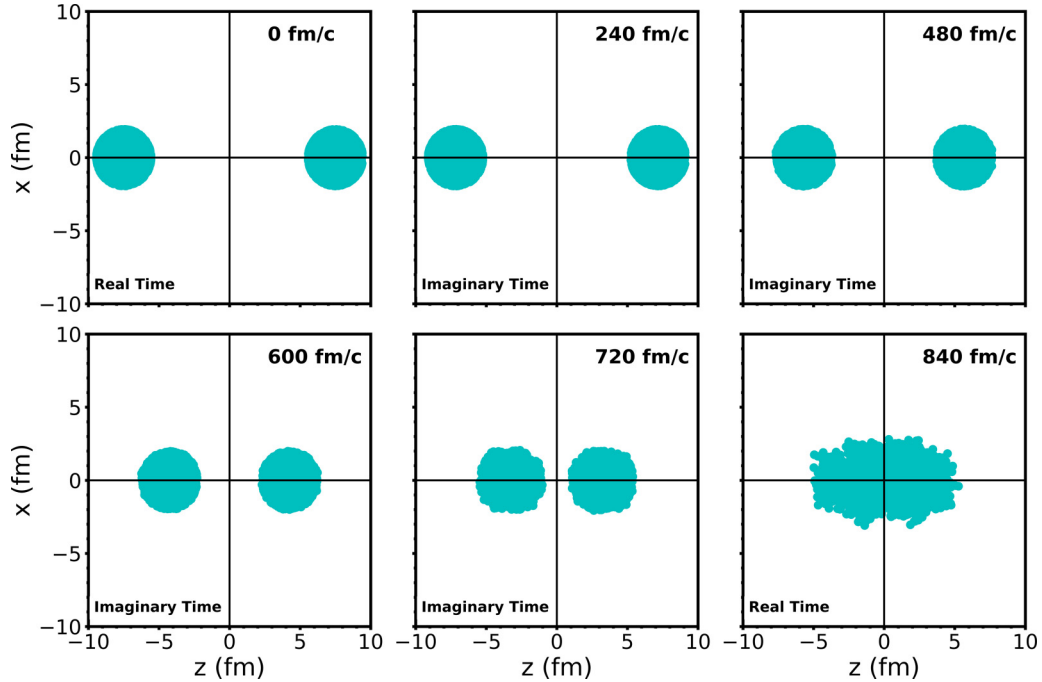 10
5
0
−5
−10
x (fm)
0 fm/c
Real Time
240 fm/c
Imaginary Time
480 fm/c
Imaginary Time
10
5
0
−5
−10
x (fm)
600 fm/c
Imaginary Time
720 fm/c
Imaginary Time
840 fm/c
Real Time
−10 −5 0 5 10
−10 −5 0 5 10
−10 −5 0 5 10
z (fm)
z (fm)
z (fm)